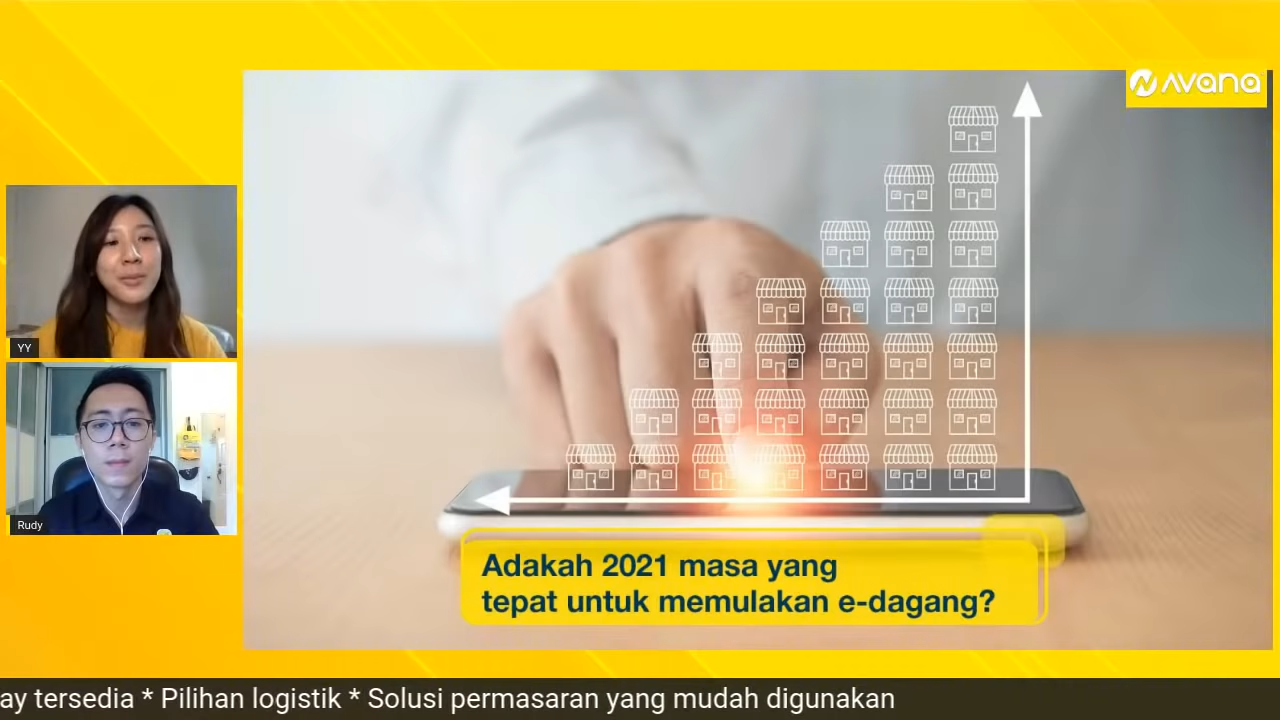 AVANA
YY
Rudy
Adakah 2021 masa yang
tepat untuk memulakan e-dagang?
ay tersedia * Pilihan logistik * Solusi permasaran yang mudah digunakan